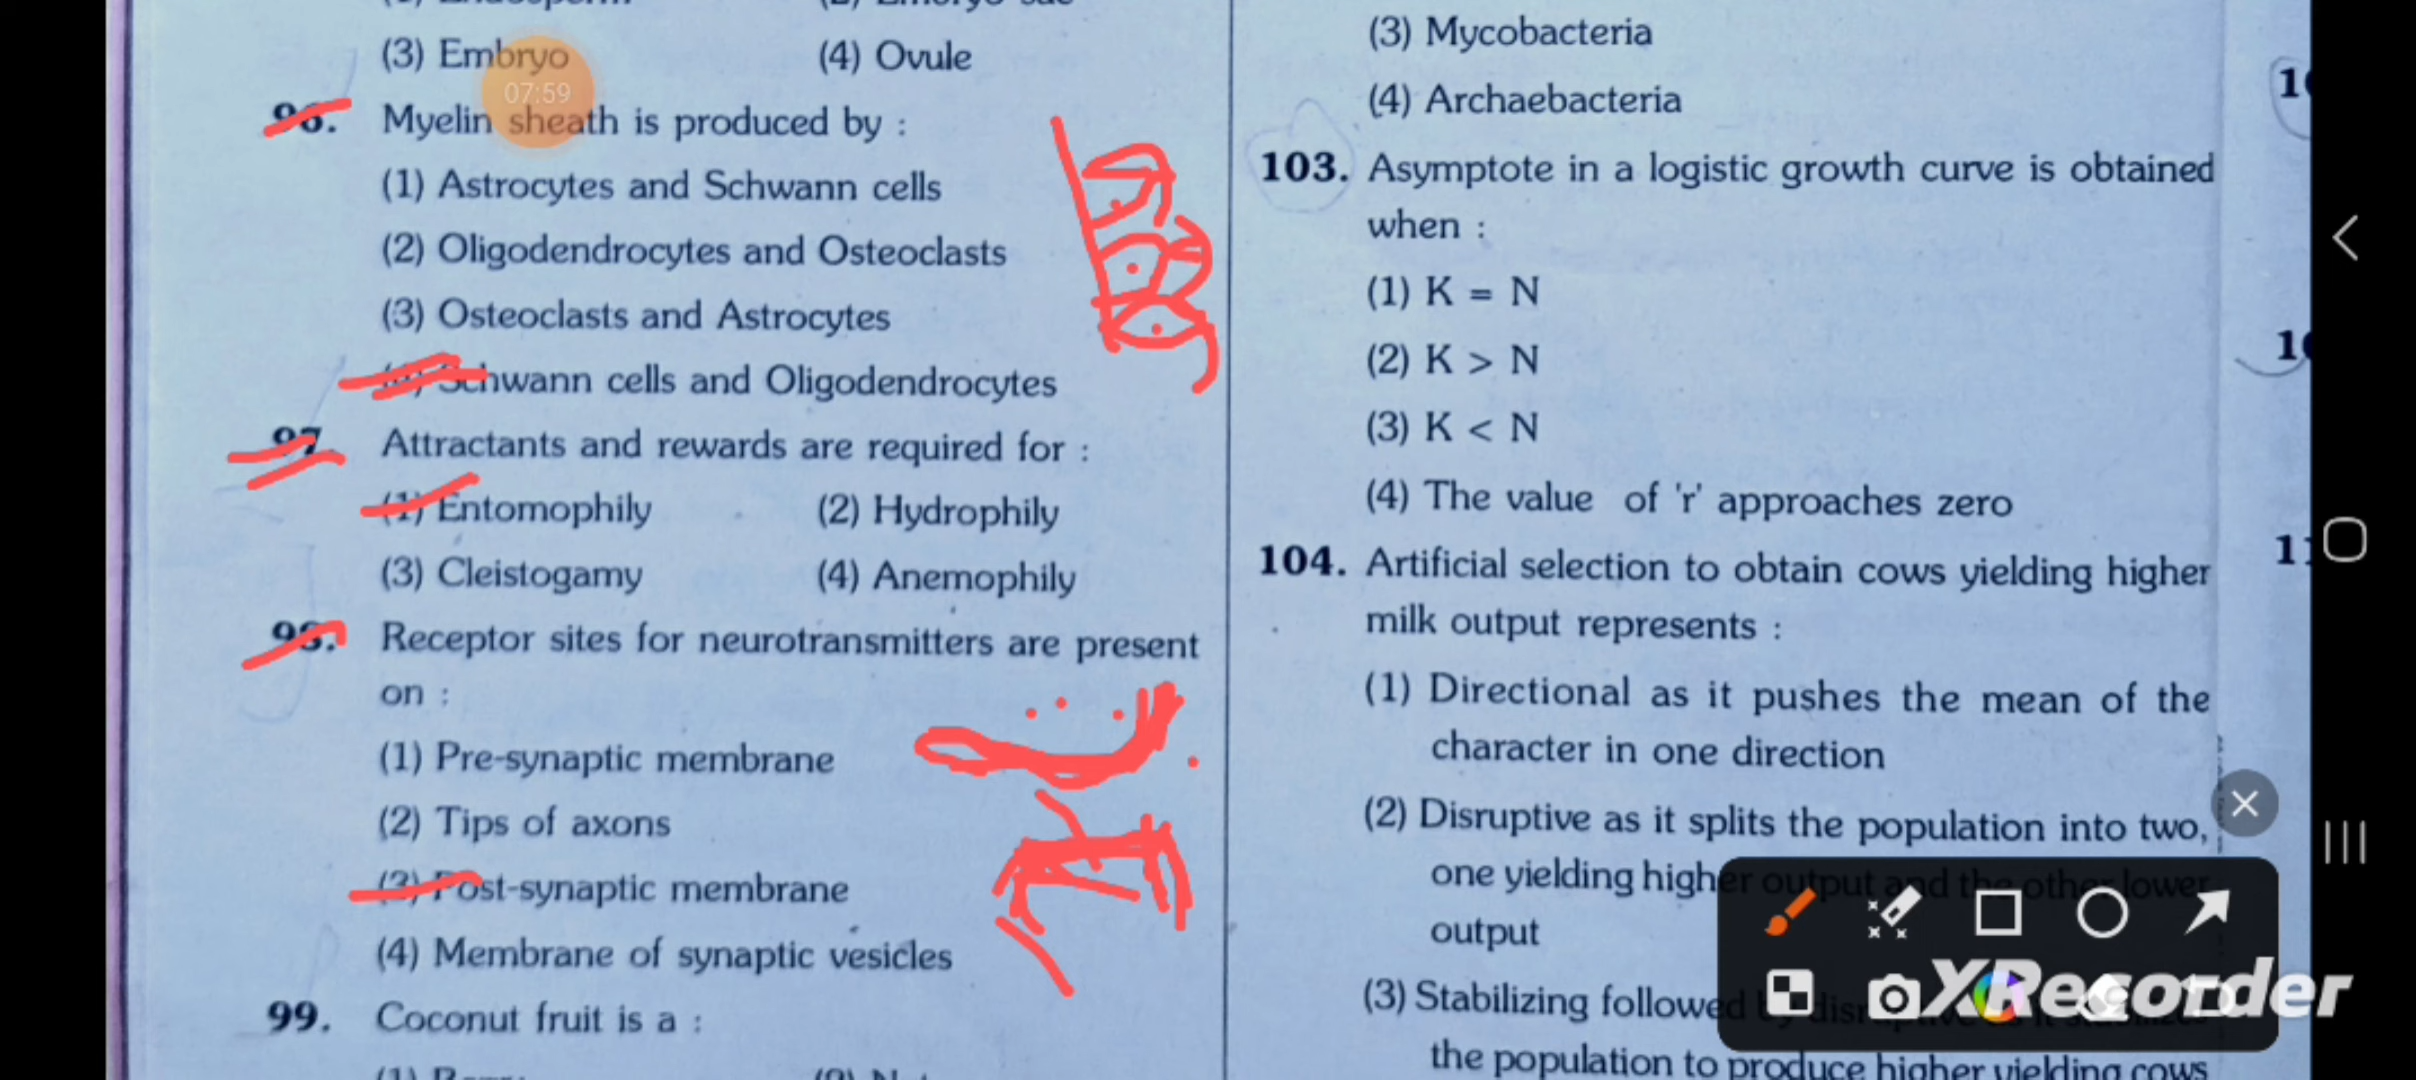 (3) Embryo (4) Ovule
07:59
96. Myelin sheath is produced by :
(1) Astrocytes and Schwann cells
(2) Oligodendrocytes and Osteoclasts
(3) Osteoclasts and Astrocytes
(4) Schwann cells and Oligodendrocytes
97. Attractants and rewards are required for :
(1) Entomophily (2) Hydrophily
(3) Cleistogamy (4) Anemophily
98. Receptor sites for neurotransmitters are present
on :
(1) Pre-synaptic membrane
(2) Tips of axons
(3) Post-synaptic membrane
(4) Membrane of synaptic vesicles
99. Coconut fruit is a :
(3) Mycobacteria
(4) Archaebacteria
103. Asymptote in a logistic growth curve is obtained
when :
(1) K = N
(2) K > N
(3) K < N
(4) The value of 'r' approaches zero
104. Artificial selection to obtain cows yielding higher
milk output represents :
(1) Directional as it pushes the mean of the
character in one direction
(2) Disruptive as it splits the population into two,
one yielding higher output and the other lower
output
(3) Stabilizing followed
the population to produce higher yielding cows
XRecorder